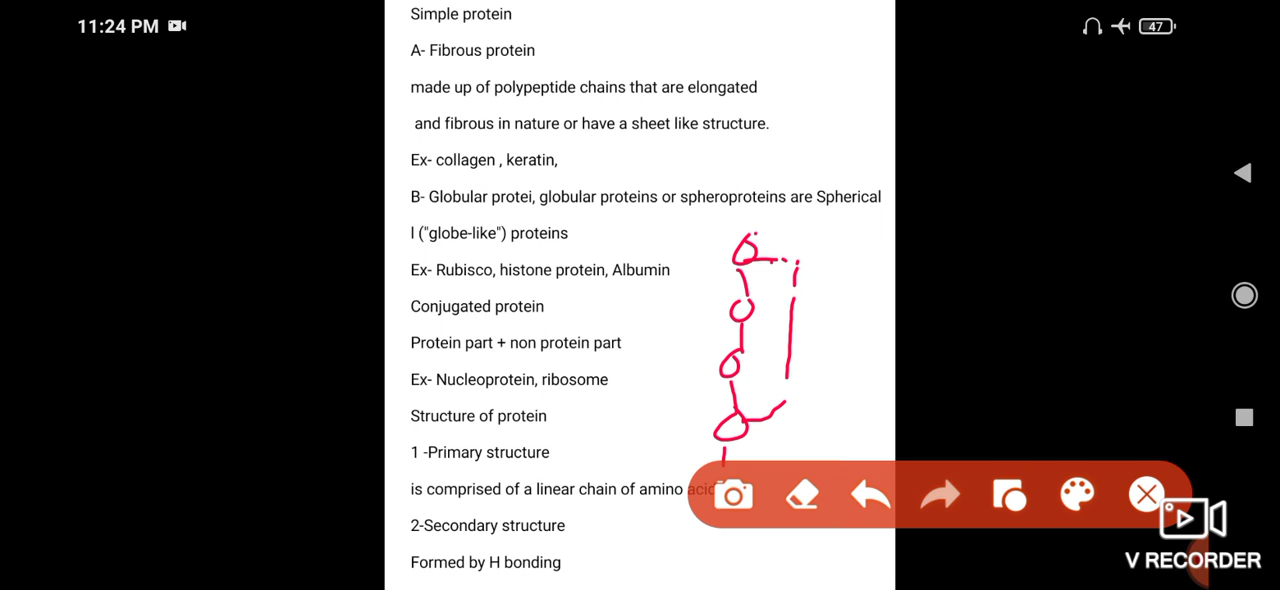 11:24 PM
47
Simple protein
A- Fibrous protein
made up of polypeptide chains that are elongated
and fibrous in nature or have a sheet like structure.
Ex- collagen , keratin,
B- Globular protei, globular proteins or spheroproteins are Spherical
l ("globe-like") proteins
Ex- Rubisco, histone protein, Albumin
Conjugated protein
Protein part + non protein part
Ex- Nucleoprotein, ribosome
Structure of protein
1 -Primary structure
is comprised of a linear chain of amino acid
2-Secondary structure
Formed by H bonding
V RECORDER